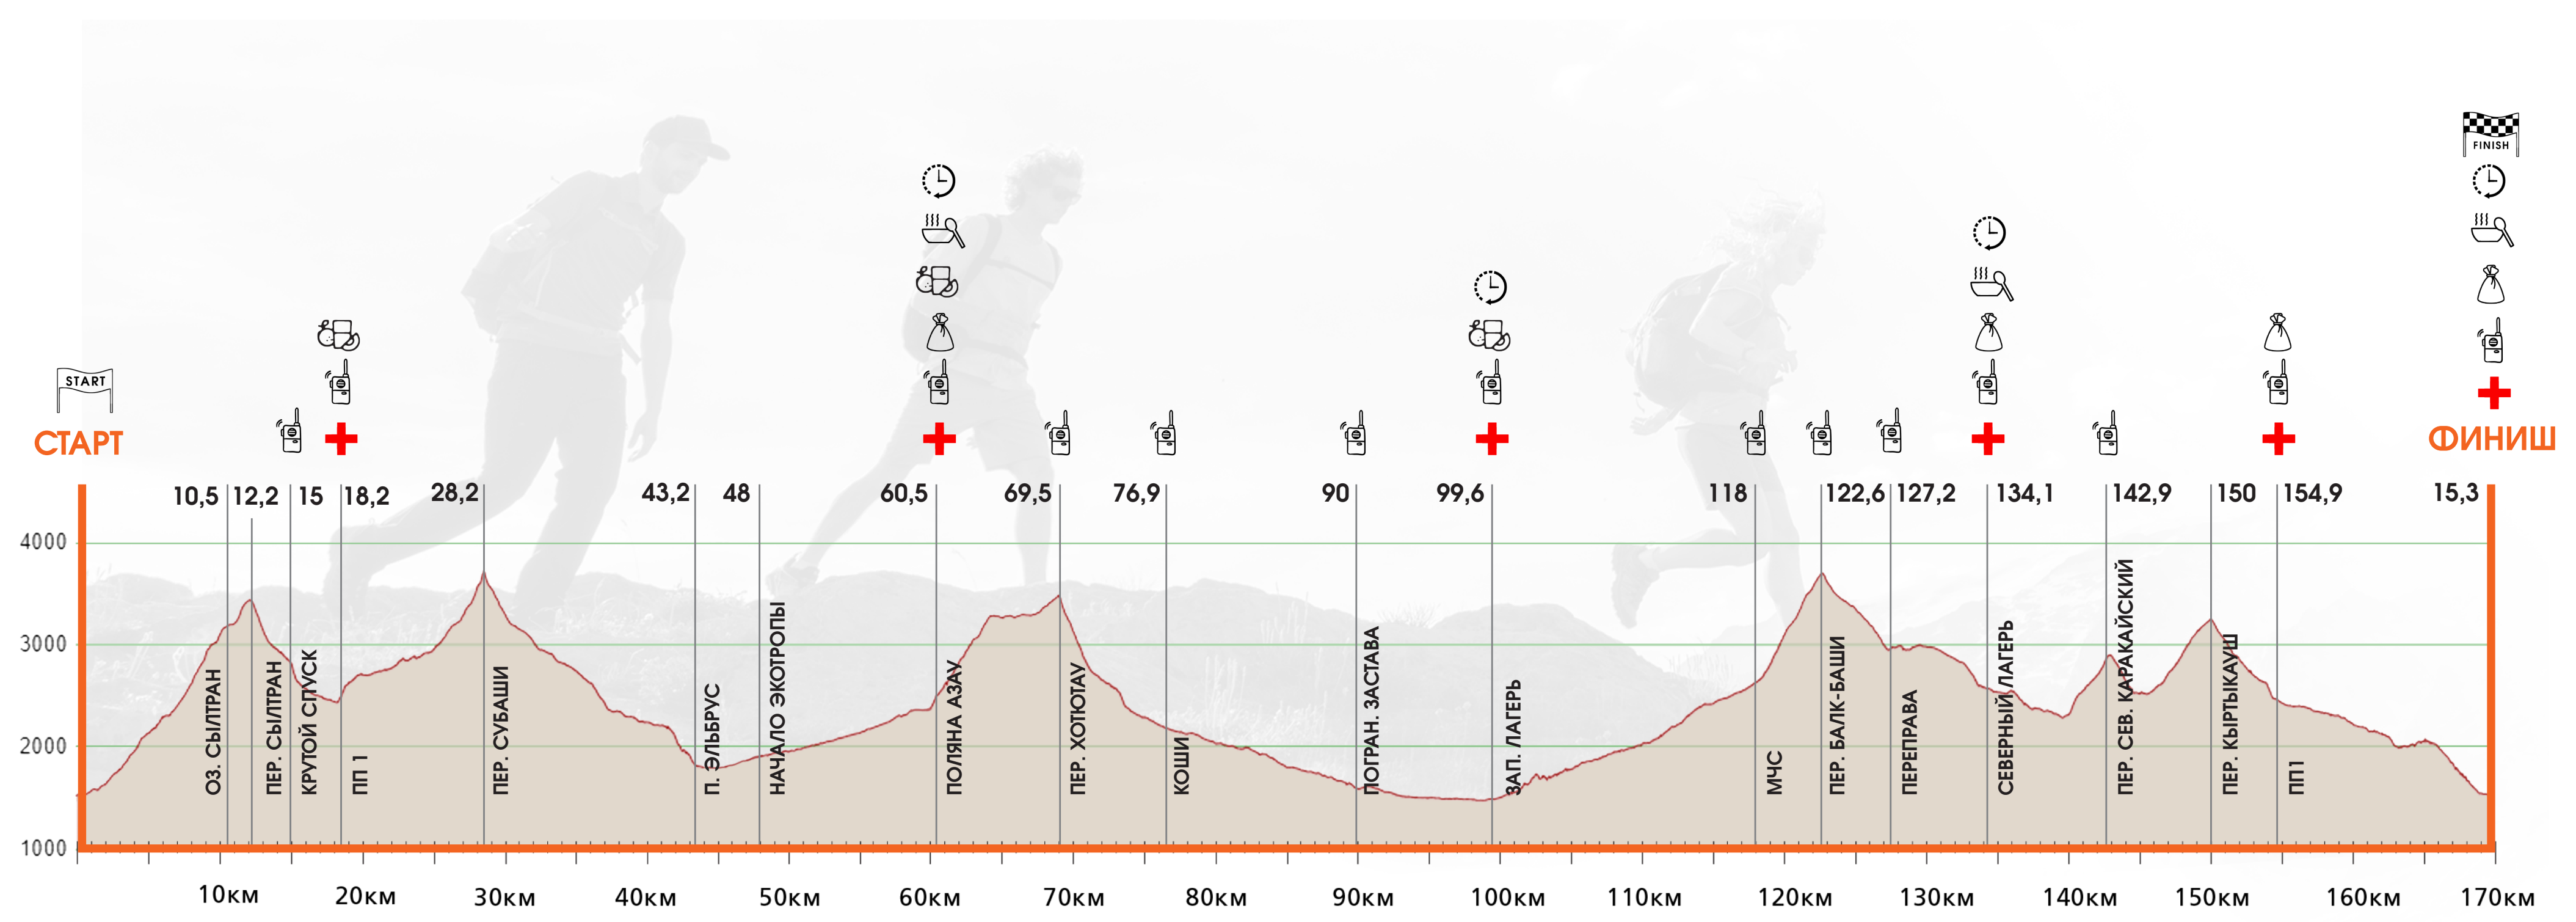 FINISH
START
СТАРТ
ФИНИШ
10,5
12,2
15
18,2
28,2
43,2
48
60,5
69,5
76,9
90
99,6
118
122,6
127,2
134,1
142,9
150
154,9
15,3
4000
3000
2000
1000
ОЗ. СЫЛТРАН
ПЕР. СЫЛТРАН
КРУТОЙ СПУСК
ПП 1
ПЕР. СУБАШИ
П. ЭЛЬБРУС
НАЧАЛО ЭКОТРОПЫ
ПОЛЯНА АЗАУ
ПЕР. ХОТЮТАУ
КОШИ
ПОГРАН. ЗАСТАВА
ЗАП. ЛАГЕРЬ
МЧС
ПЕР. БАЛК-БАШИ
ПЕРЕПРАВА
СЕВЕРНЫЙ ЛАГЕРЬ
ПЕР. СЕВ. КАРАКАЙСКИЙ
ПЕР. КЫРТЫКАУШ
ПП1
10км
20км
30км
40км
50км
60км
70км
80км
90км
100км
110км
120км
130км
140км
150км
160км
170км